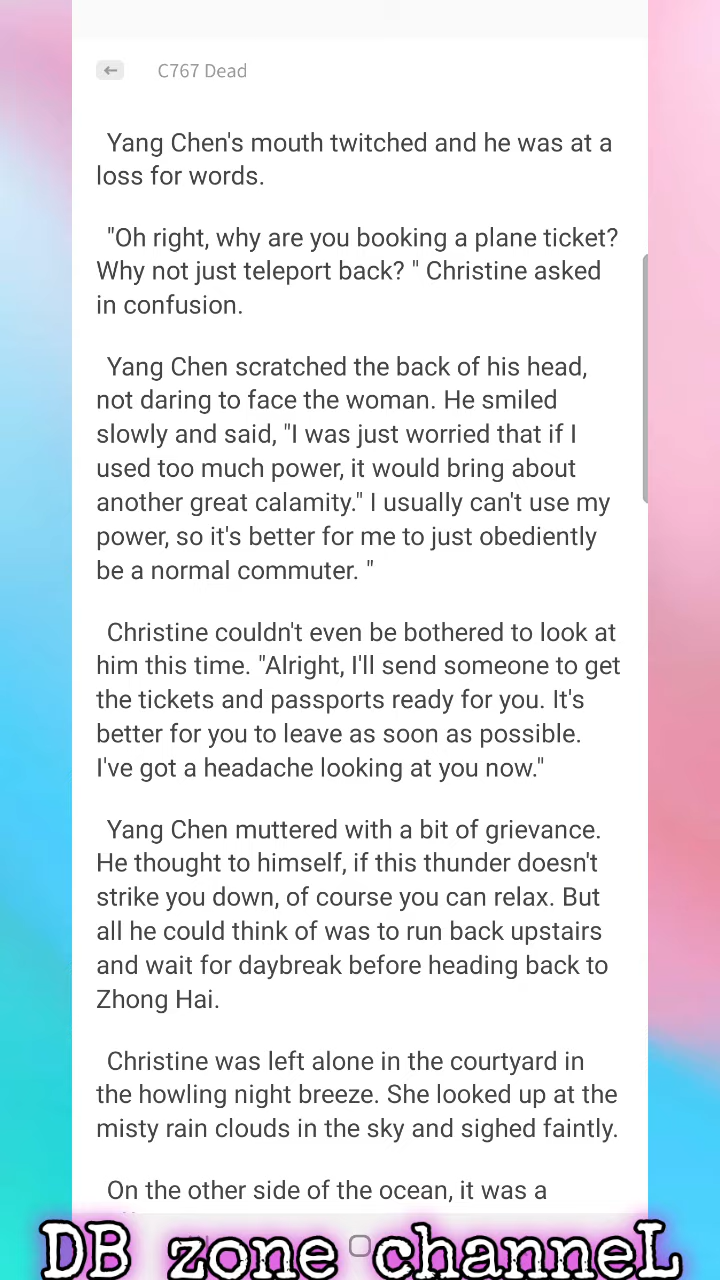 C767 Dead
Yang Chen's mouth twitched and he was at a
loss for words.
"Oh right, why are you booking a plane ticket?
Why not just teleport back? " Christine asked
in confusion.
Yang Chen scratched the back of his head,
not daring to face the woman. He smiled
slowly and said, "I was just worried that if I
used too much power, it would bring about
another great calamity." I usually can't use my
power, so it's better for me to just obediently
be a normal commuter. "
Christine couldn't even be bothered to look at
him this time. "Alright, I'll send someone to get
the tickets and passports ready for you. It's
better for you to leave as soon as possible.
I've got a headache looking at you now."
Yang Chen muttered with a bit of grievance.
He thought to himself, if this thunder doesn't
strike you down, of course you can relax. But
all he could think of was to run back upstairs
and wait for daybreak before heading back to
Zhong Hai.
Christine was left alone in the courtyard in
the howling night breeze. She looked up at the
misty rain clouds in the sky and sighed faintly.
On the other side of the ocean, it was a
DB zone channeL